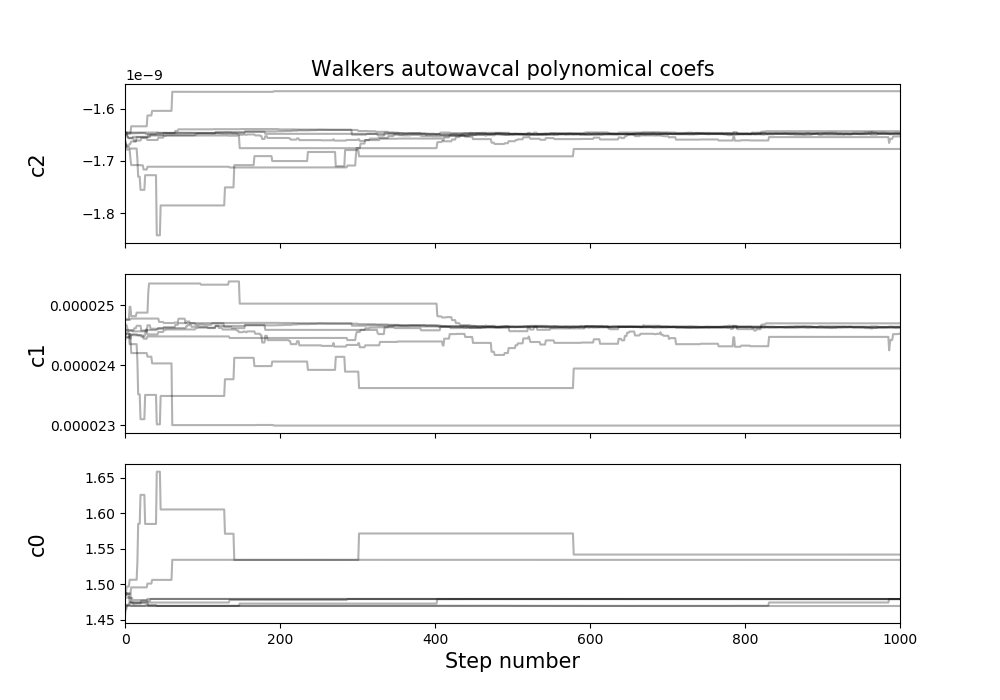 Walkers autowavcal polynomical coefs
1e−9
−1.6
−1.7
−1.8
c2
0.000025
0.000024
0.000023
c1
1.65
1.60
1.55
1.50
1.45
c0
0 200 400 600 800 1000
Step number